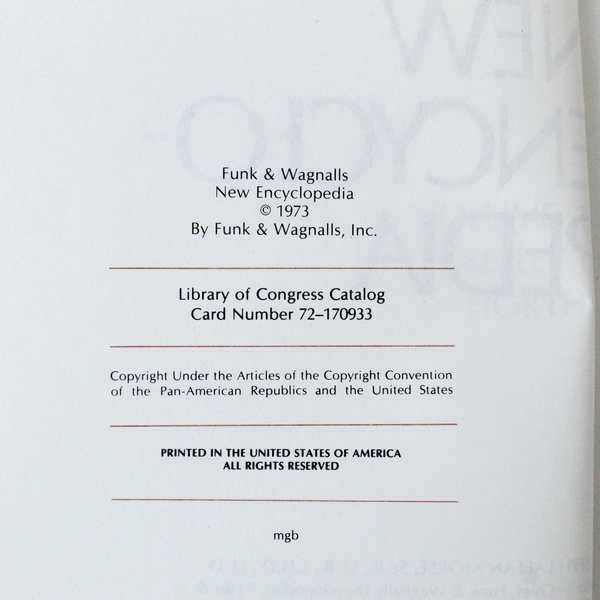 Funk & Wagnalls
New Encyclopedia
© 1973
By Funk & Wagnalls, Inc.
Library of Congress Catalog
Card Number 72–170933
Copyright Under the Articles of the Copyright Convention
of the Pan-American Republics and the United States
PRINTED IN THE UNITED STATES OF AMERICA
ALL RIGHTS RESERVED
mgb